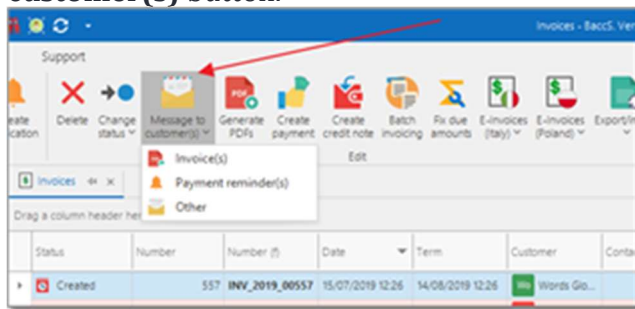 customer(s) button.
Invoices - BaccS. Ver
Support
eate
ication
Delete
Change
status
Message to
customer(s)
Generate
PDFs
Create
payment
Create
credit note
Batch
invoicing
Fix due
amounts
E-Invoices
(Italy)
E-Invoices
(Poland)
Export/In
Edit
Invoice(s)
Payment reminder(s)
Other
Invoices
Drag a column header her
Status Number Number (f) Date Term Customer Conta
Created 557 INV_2019_00557 15/07/2019 12:26 14/08/2019 12:26 Wo Words Glo...